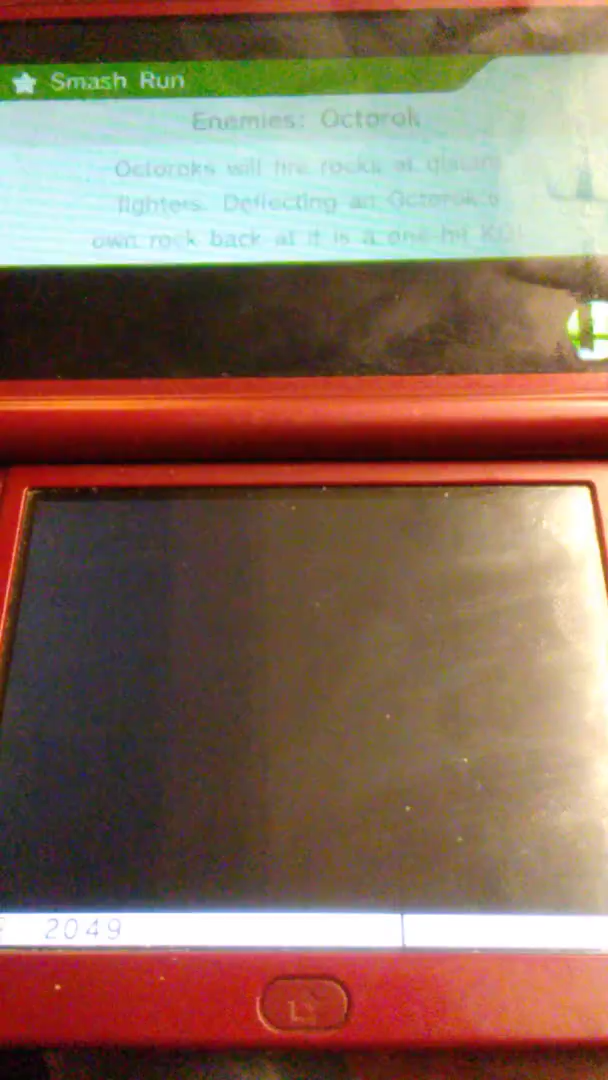 Smash Run
Enemies: Octorok
Octoroks will fire rocks at distant
fighters. Deflecting an Octorok's
own rock back at it is a one-hit KO!
2049